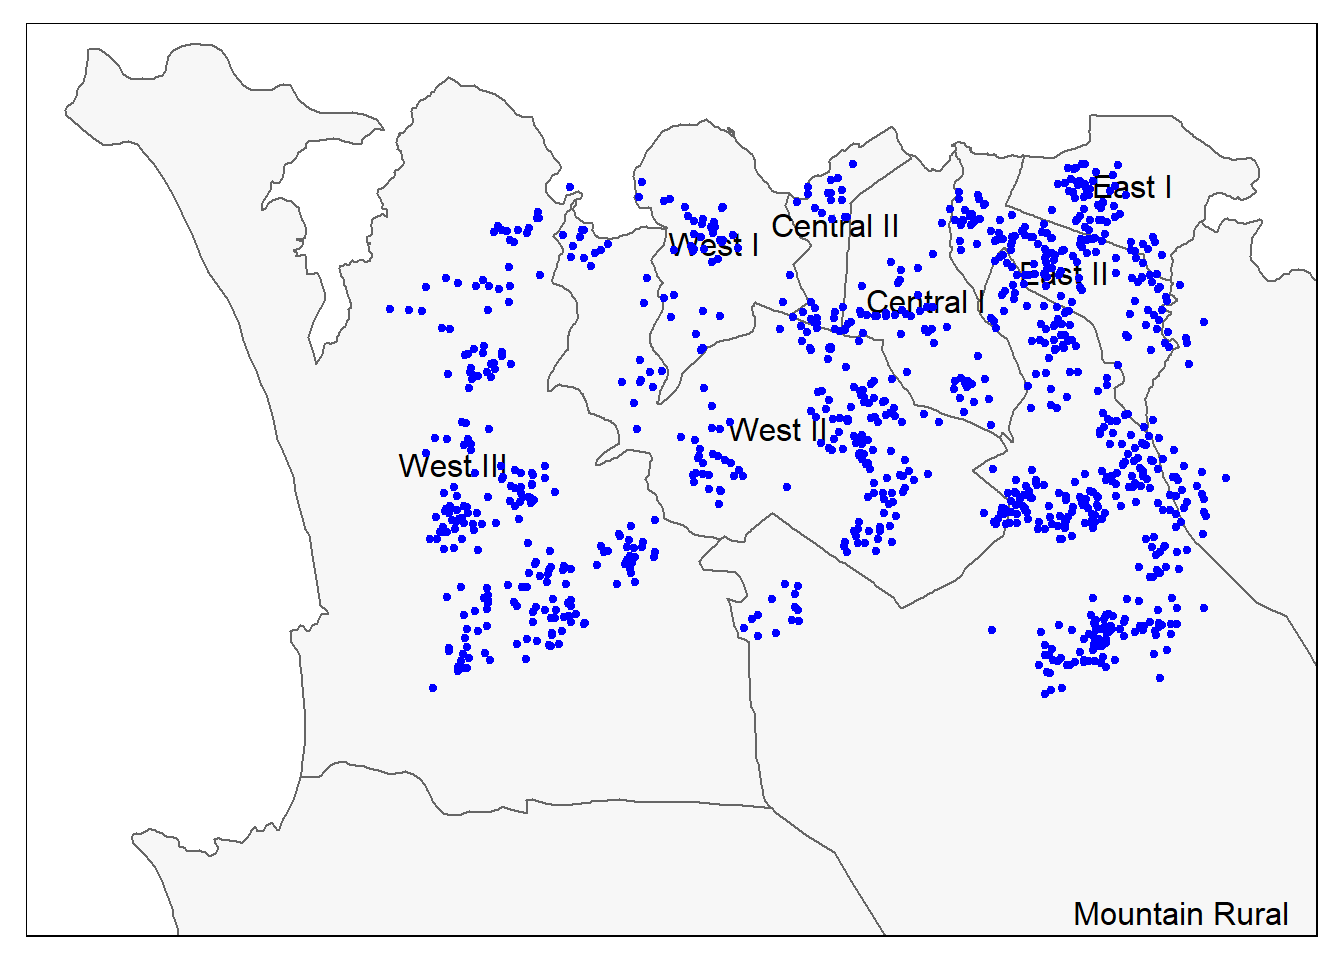 East I
Central II
West I
East II
Central I
West II
West III
Mountain Rural